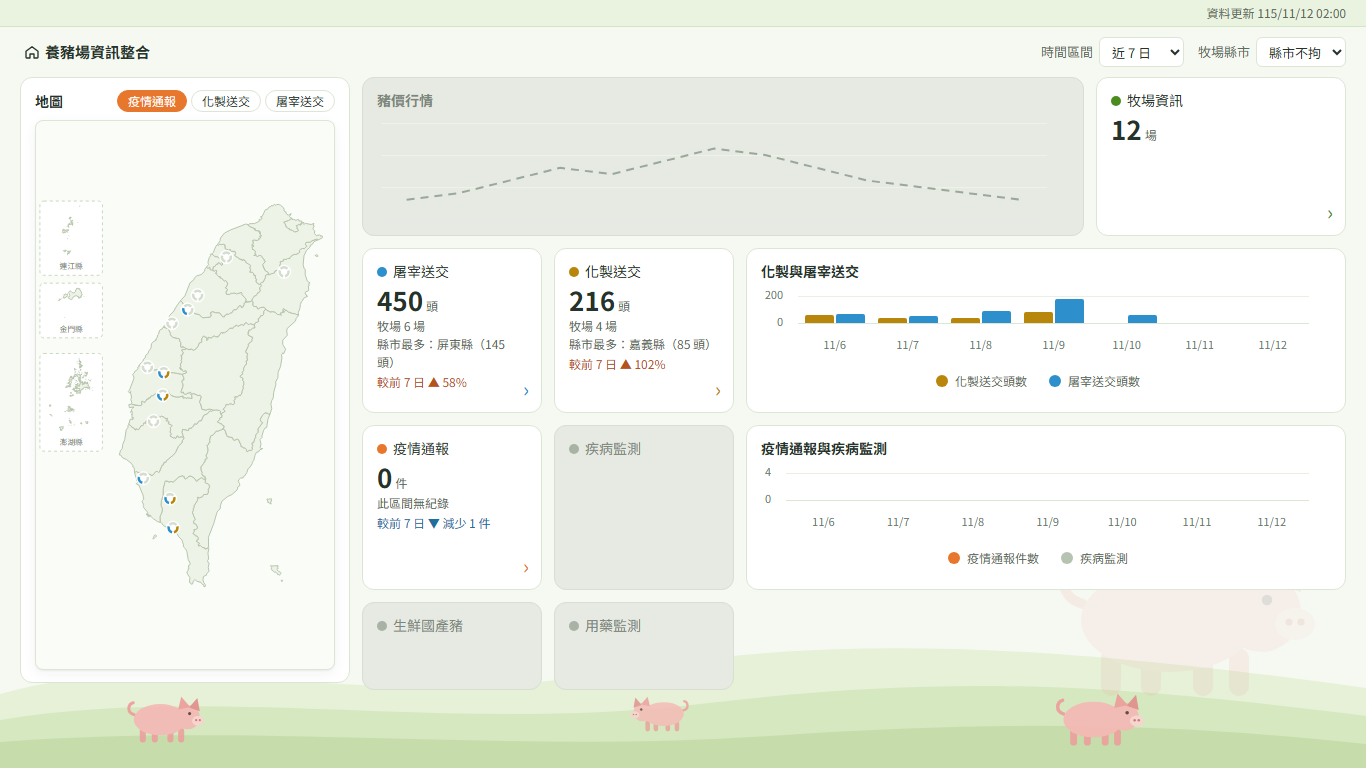 資料更新 115/11/12 02:00
養豬場資訊整合
時間區間 近 7 日 牧場縣市 縣市不拘
地圖 疫情通報 化製送交 屠宰送交
連江縣
金門縣
澎湖縣
豬價行情
牧場資訊
12 場
屠宰送交
450 頭
牧場 6 場
縣市最多：屏東縣（145
頭）
較前 7 日 ▲ 58%
化製送交
216 頭
牧場 4 場
縣市最多：嘉義縣（85 頭）
較前 7 日 ▲ 102%
化製與屠宰送交
200
0
11/6 11/7 11/8 11/9 11/10 11/11 11/12
化製送交頭數 屠宰送交頭數
疫情通報
0 件
此區間無紀錄
較前 7 日 ▼ 減少 1 件
疾病監測
疫情通報與疾病監測
4
0
11/6 11/7 11/8 11/9 11/10 11/11 11/12
疫情通報件數 疾病監測
生鮮國產豬
用藥監測